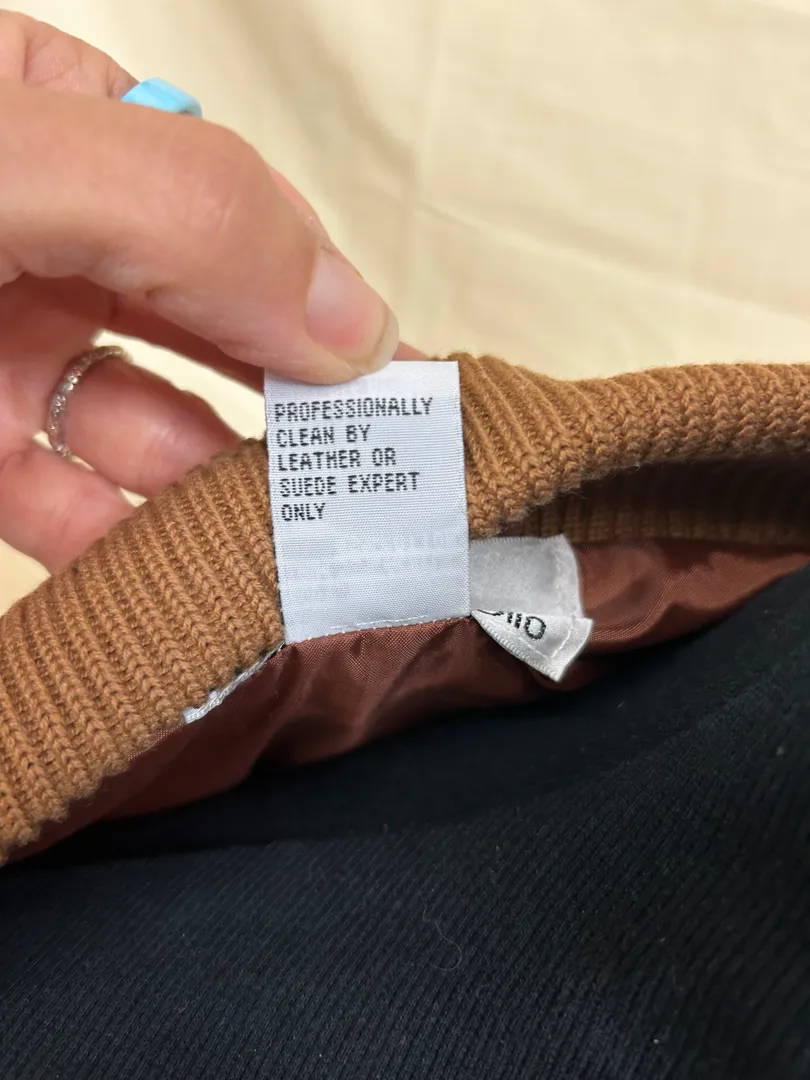 PROFESSIONALLY
CLEAN BY
LEATHER OR
SUEDE EXPERT
ONLY